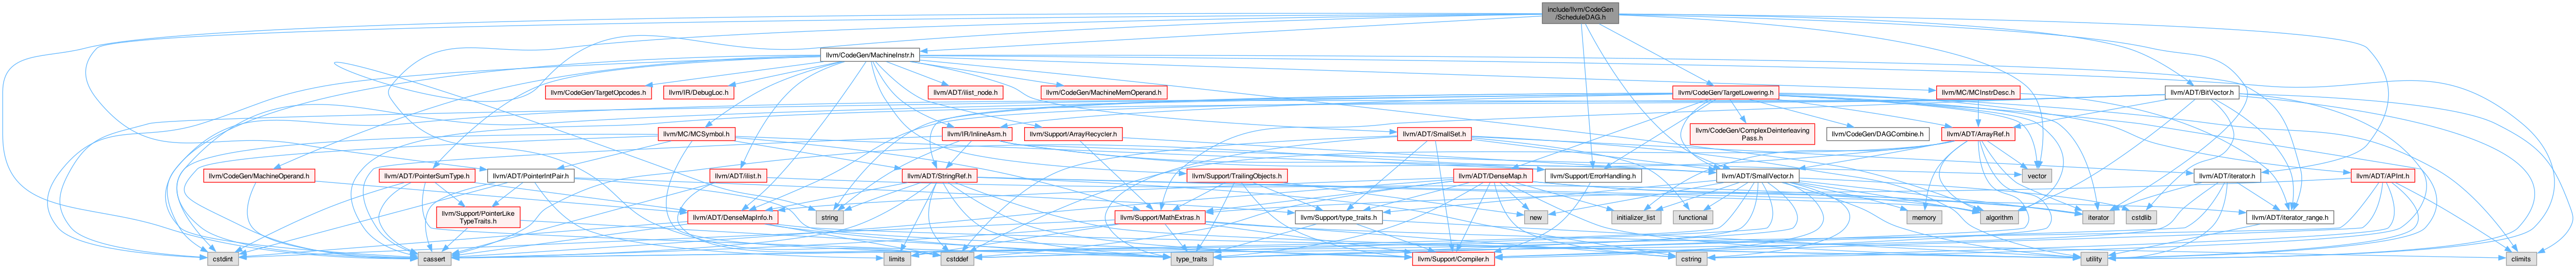 include/llvm/CodeGen
/ScheduleDAG.h
llvm/CodeGen/MachineInstr.h
llvm/CodeGen/TargetOpcodes.h
llvm/IR/DebugLoc.h
llvm/ADT/ilist_node.h
llvm/CodeGen/MachineMemOperand.h
llvm/CodeGen/TargetLowering.h
llvm/MC/MCInstrDesc.h
llvm/ADT/BitVector.h
llvm/MC/MCSymbol.h
llvm/IR/InlineAsm.h
llvm/Support/ArrayRecycler.h
llvm/ADT/SmallSet.h
llvm/CodeGen/ComplexDeinterleaving
Pass.h
llvm/CodeGen/DAGCombine.h
llvm/ADT/ArrayRef.h
llvm/CodeGen/MachineOperand.h
llvm/ADT/PointerSumType.h
llvm/ADT/PointerIntPair.h
llvm/ADT/ilist.h
llvm/ADT/StringRef.h
llvm/Support/TrailingObjects.h
llvm/ADT/DenseMap.h
llvm/Support/ErrorHandling.h
llvm/ADT/SmallVector.h
vector
llvm/ADT/iterator.h
llvm/ADT/APInt.h
llvm/Support/PointerLike
TypeTraits.h
llvm/ADT/DenseMapInfo.h
string
llvm/Support/MathExtras.h
llvm/Support/type_traits.h
new
initializer_list
functional
memory
algorithm
iterator
cstdlib
llvm/ADT/iterator_range.h
cstdint
cassert
limits
cstddef
type_traits
llvm/Support/Compiler.h
cstring
utility
climits